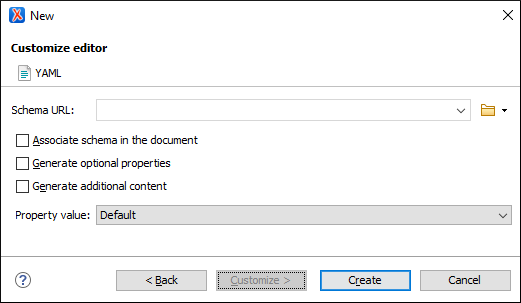 New
Customize editor
YAML
Schema URL:
Associate schema in the document
Generate optional properties
Generate additional content
Property value: Default
? < Back Customize > Create Cancel